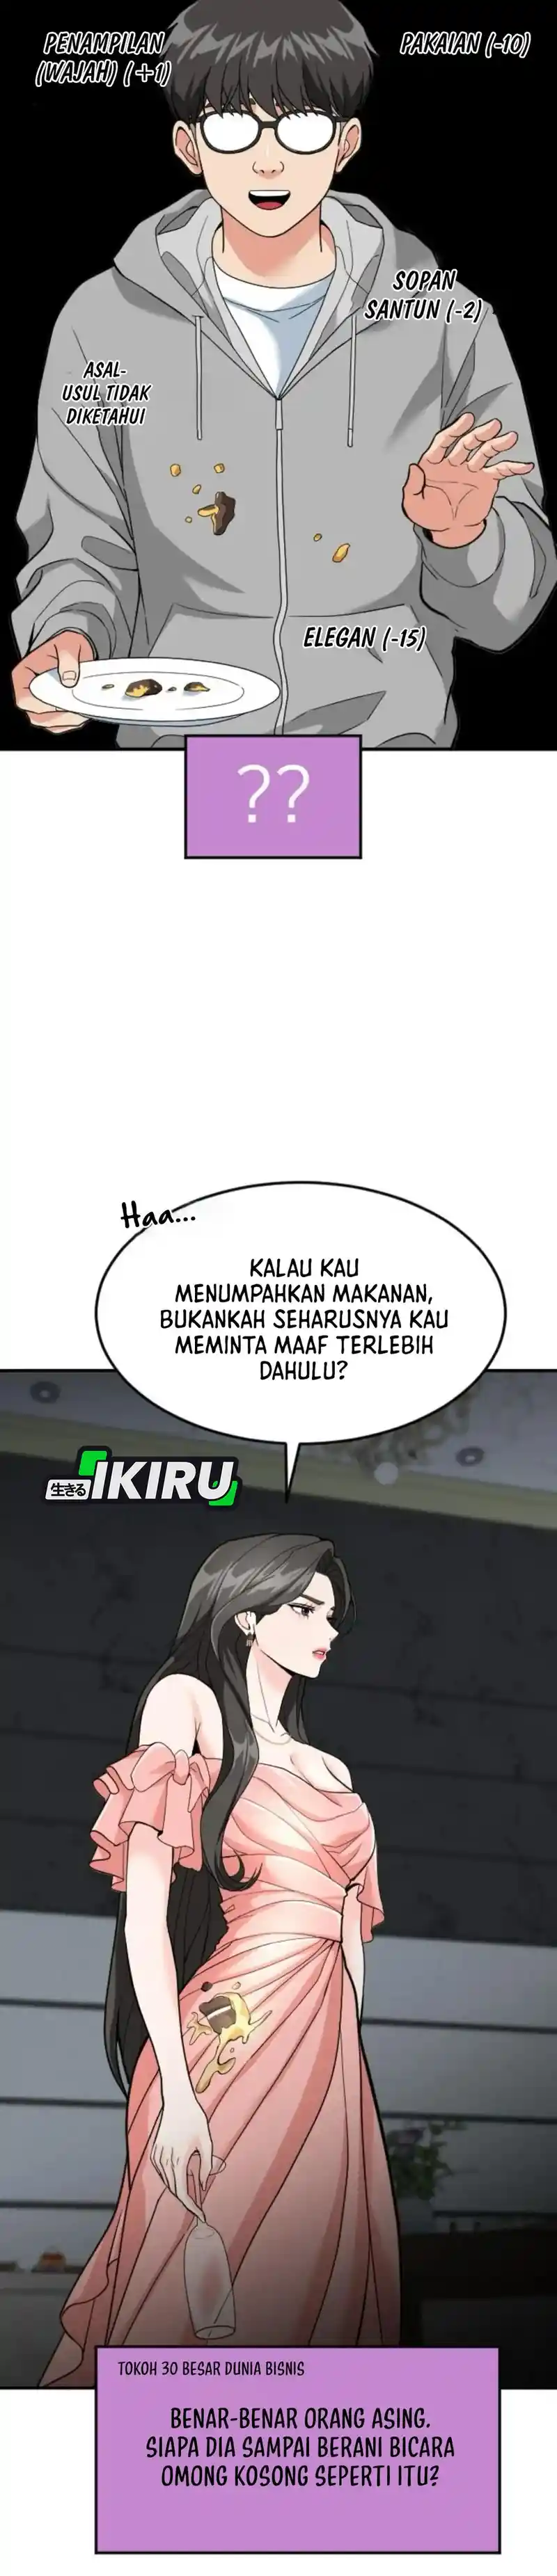 PENAMPILAN
(WAJAH) (+1)
PAKAIAN (-10)
SOPAN
SANTUN (-2)
ASAL-
USUL TIDAK
DIKETAHUI
ELEGAN (-15)
??
Haa...
KALAU KAU
MENUMPAHKAN MAKANAN,
BUKANKAH SEHARUSNYA KAU
MEMINTA MAAF TERLEBIH
DAHULU?
生きる IKIRU
TOKOH 30 BESAR DUNIA BISNIS
BENAR-BENAR ORANG ASING.
SIAPA DIA SAMPAI BERANI BICARA
OMONG KOSONG SEPERTI ITU?